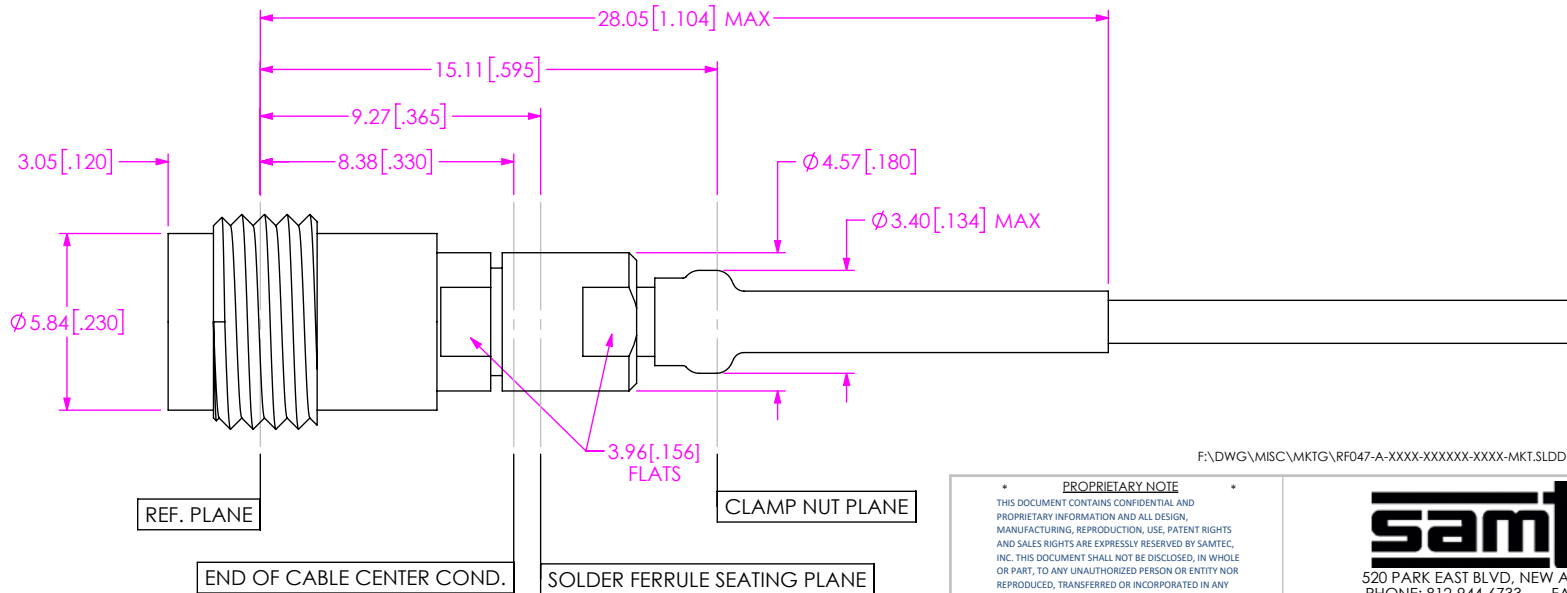 28.05[1.104] MAX
15.11[.595]
9.27[.365]
3.05[.120]
8.38[.330]
Ø4.57[.180]
Ø3.40[.134] MAX
Ø5.84[.230]
3.96[.156]
FLATS
F:\DWG\MISC\MKTG\RF047-A-XXXX-XXXXXX-XXXX-MKT.SLDD
REF. PLANE
CLAMP NUT PLANE
END OF CABLE CENTER COND.
SOLDER FERRULE SEATING PLANE
* PROPRIETARY NOTE *
THIS DOCUMENT CONTAINS CONFIDENTIAL AND
PROPRIETARY INFORMATION AND ALL DESIGN,
MANUFACTURING, REPRODUCTION, USE, PATENT RIGHTS
AND SALES RIGHTS ARE EXPRESSLY RESERVED BY SAMTEC,
INC. THIS DOCUMENT SHALL NOT BE DISCLOSED, IN WHOLE
OR PART, TO ANY UNAUTHORIZED PERSON OR ENTITY NOR
REPRODUCED, TRANSFERRED OR INCORPORATED IN ANY
sam
520 PARK EAST BLVD, NEW A
PHONE: 812-944-6733